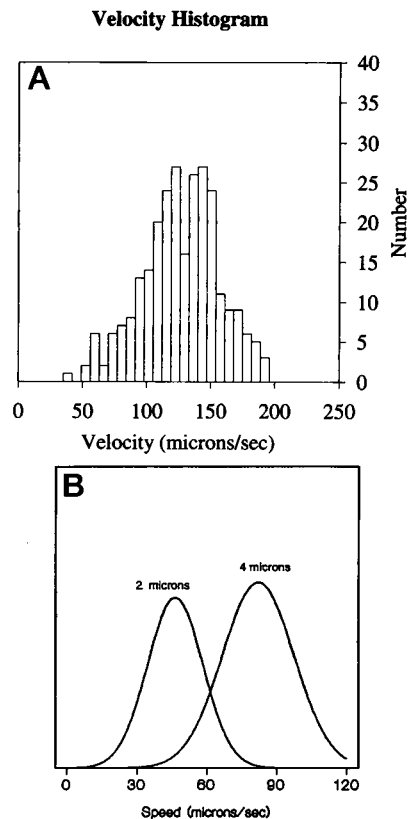 Velocity Histogram
A
40
35
30
25
20
15
10
5
0
Number
0 50 100 150 200 250
Velocity (microns/sec)
B
2 microns
4 microns
0 30 60 90 120
Speed (microns/sec)